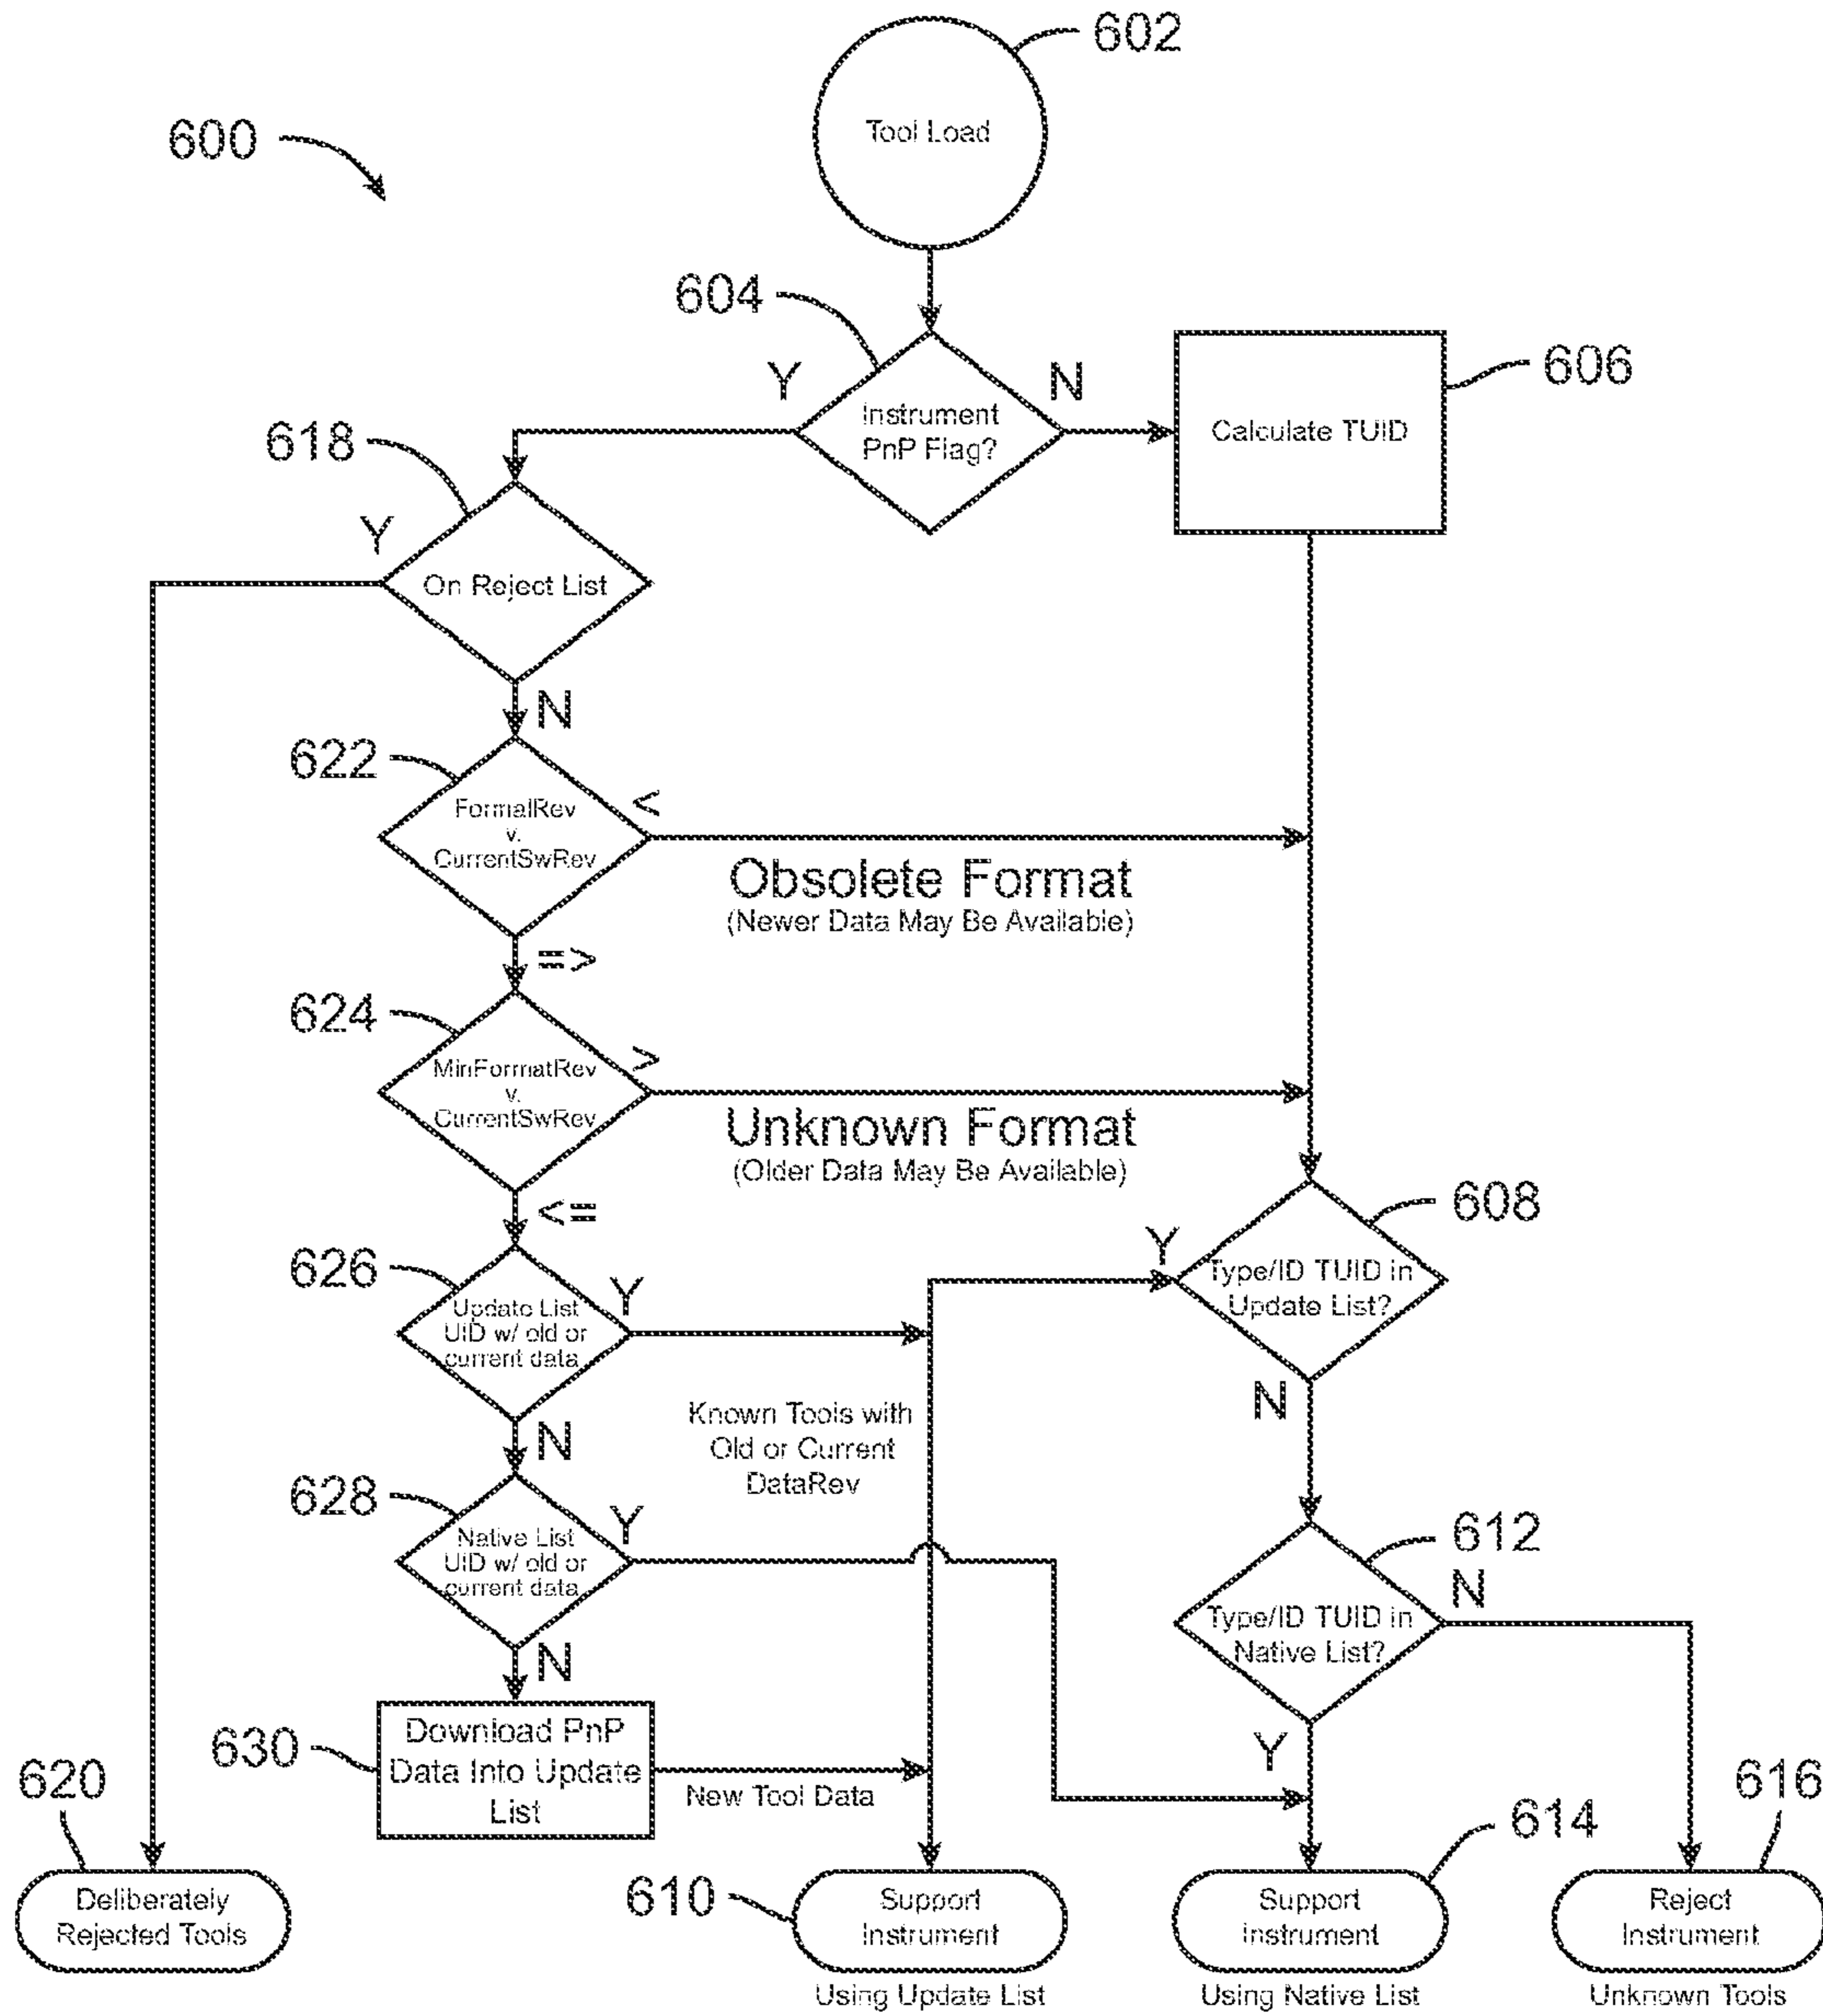 602
600
Tool Load
604
Y
N
606
Instrument
PnP Flag?
Calculate TUID
618
Y
On Reject List
N
622
FormalRev
v.
CurrentSwRev
<
Obsolete Format
(Newer Data May Be Available)
=>
624
MinFormatRev
v.
CurrentSwRev
>
Unknown Format
(Older Data May Be Available)
<=
608
Y
Type/ID TUID in
Update List?
N
626
Update List
UID w/ old or
current data
Y
N
Known Tools with
Old or Current
DataRev
628
Native List
UID w/ old or
current data
Y
N
612
N
Type/ID TUID in
Native List?
Y
630
Download PnP
Data Into Update
List
New Tool Data
620
Deliberately
Rejected Tools
610
Support
Instrument
Using Update List
614
Support
Instrument
Using Native List
616
Reject
Instrument
Unknown Tools